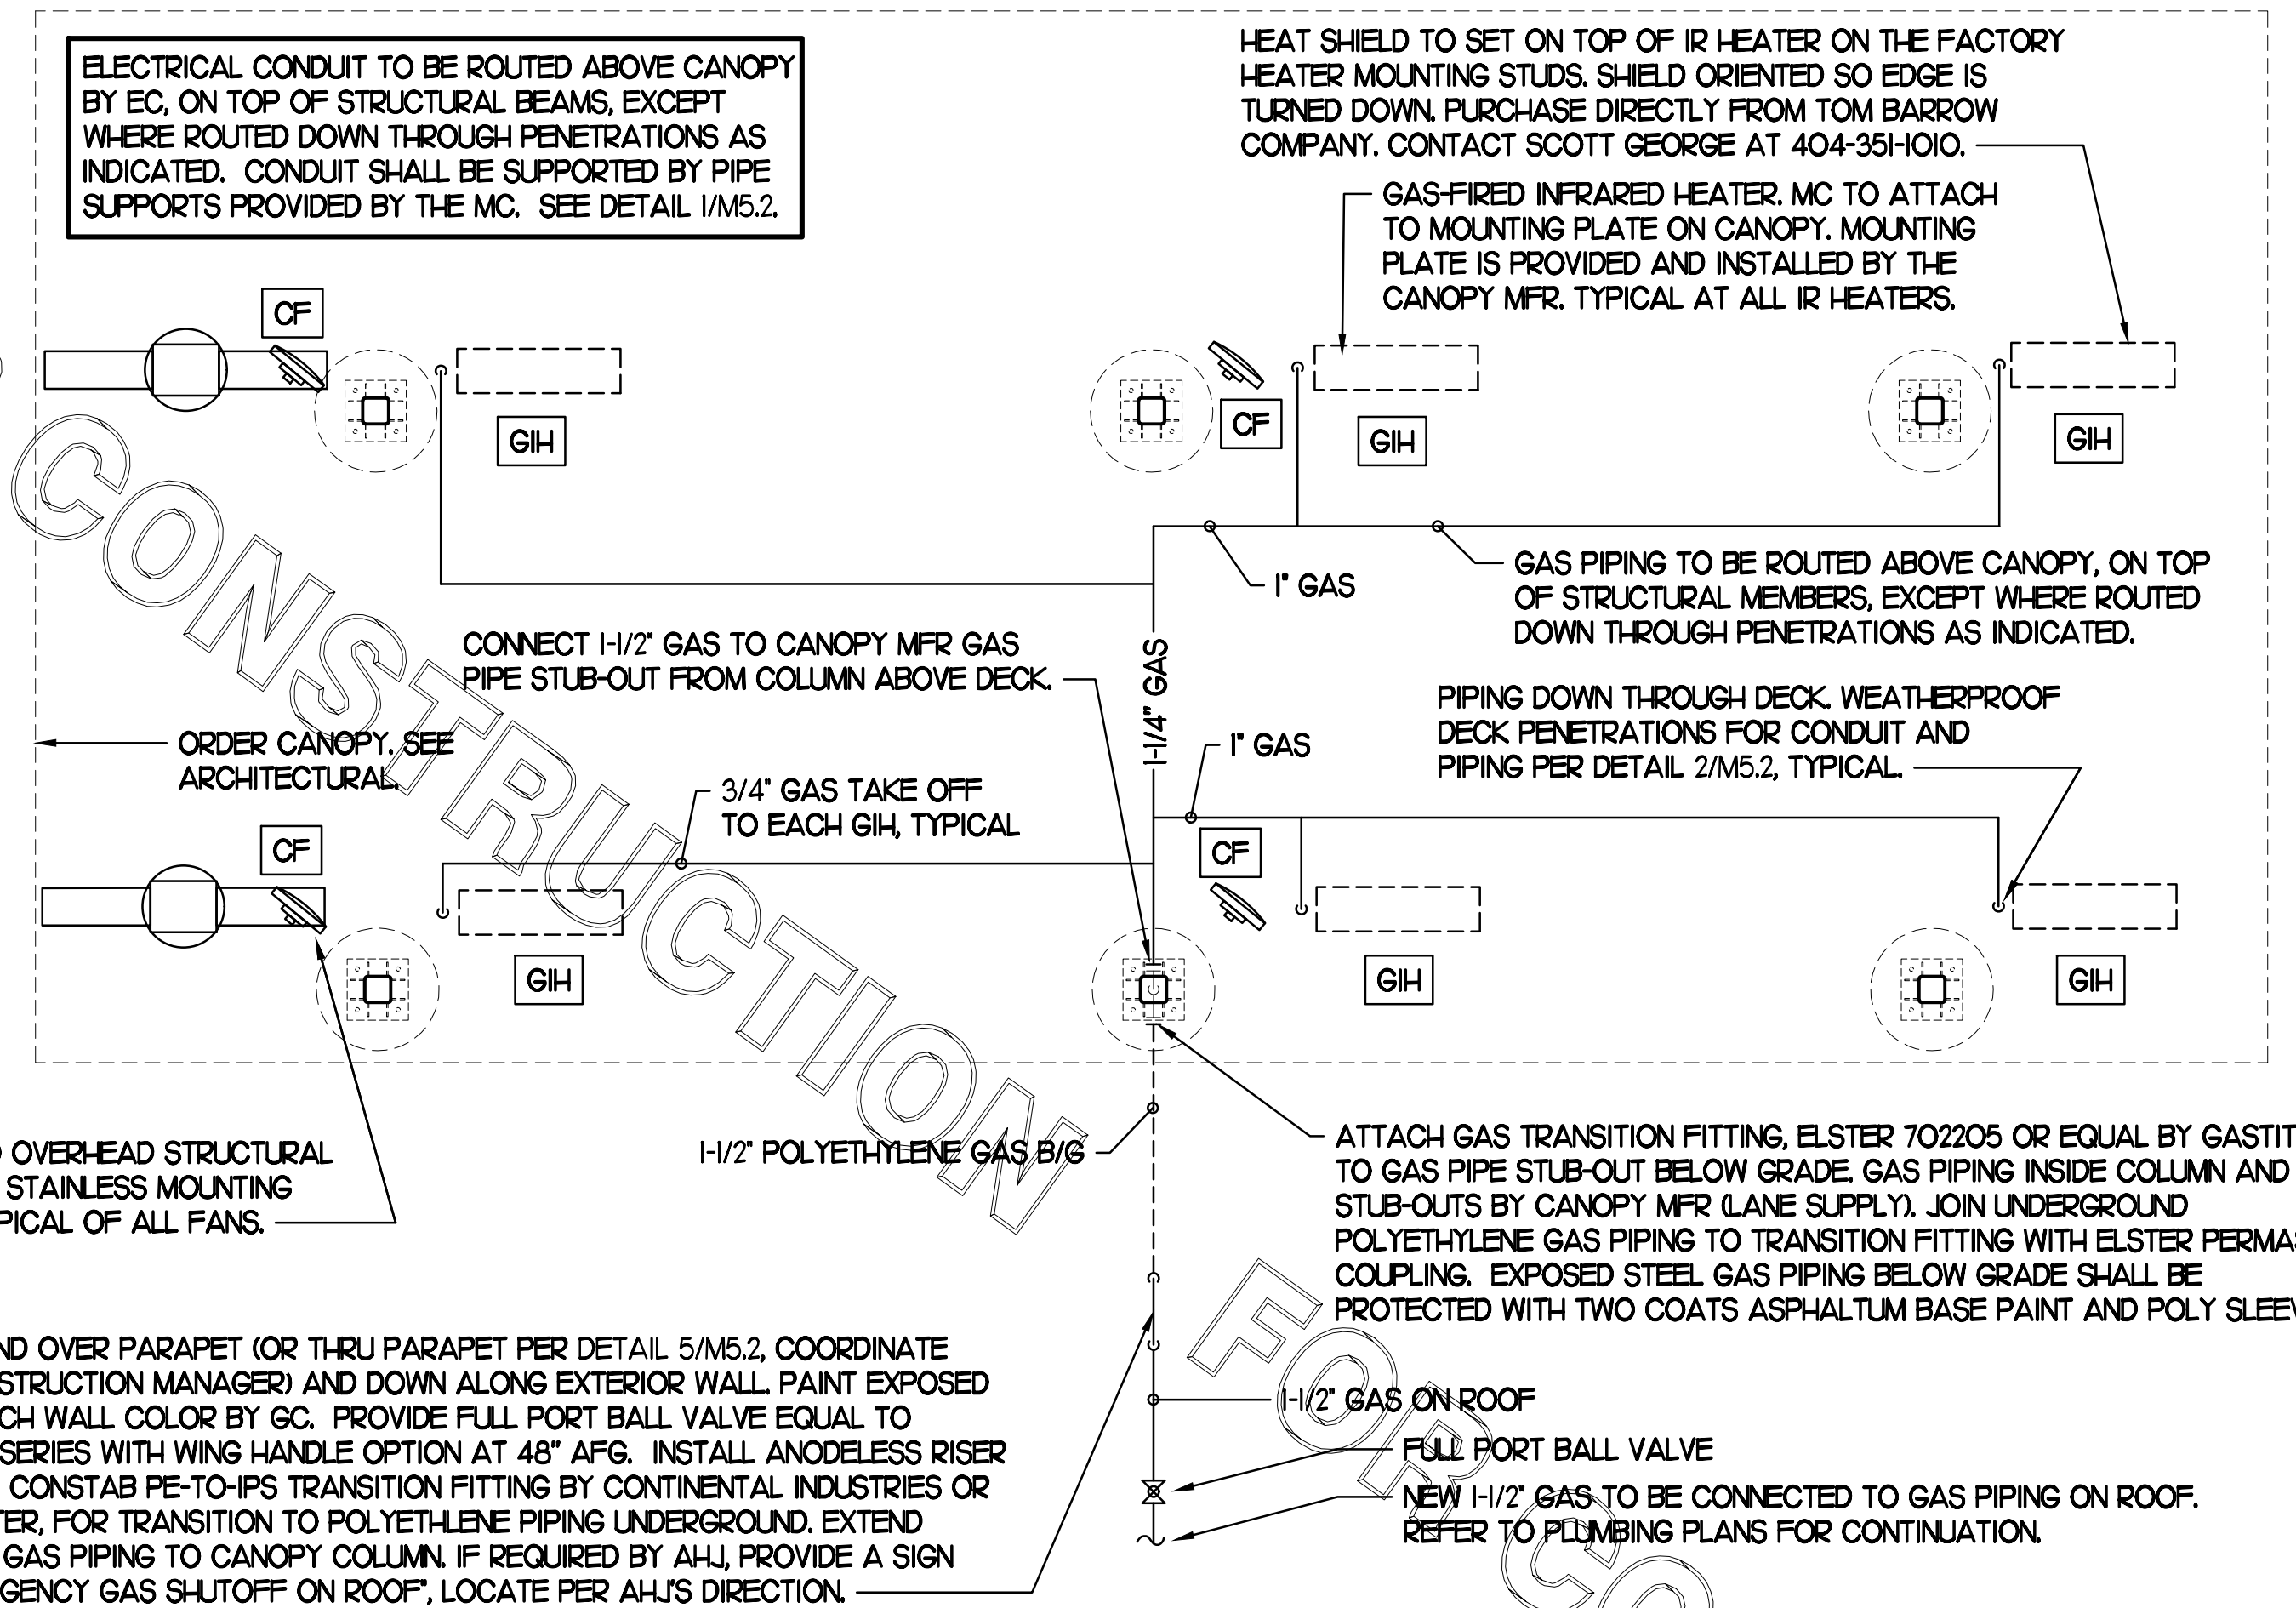 ELECTRICAL CONDUIT TO BE ROUTED ABOVE CANOPY
BY EC, ON TOP OF STRUCTURAL BEAMS, EXCEPT
WHERE ROUTED DOWN THROUGH PENETRATIONS AS
INDICATED. CONDUIT SHALL BE SUPPORTED BY PIPE
SUPPORTS PROVIDED BY THE MC. SEE DETAIL 1/M5.2.
HEAT SHIELD TO SET ON TOP OF IR HEATER ON THE FACTORY
HEATER MOUNTING STUDS. SHIELD ORIENTED SO EDGE IS
TURNED DOWN. PURCHASE DIRECTLY FROM TOM BARROW
COMPANY. CONTACT SCOTT GEORGE AT 404-351-1010.
GAS-FIRED INFRARED HEATER. MC TO ATTACH
TO MOUNTING PLATE ON CANOPY. MOUNTING
PLATE IS PROVIDED AND INSTALLED BY THE
CANOPY MFR. TYPICAL AT ALL IR HEATERS.
CF
GIH
CF
GIH
GIH
1" GAS
GAS PIPING TO BE ROUTED ABOVE CANOPY, ON TOP
OF STRUCTURAL MEMBERS, EXCEPT WHERE ROUTED
DOWN THROUGH PENETRATIONS AS INDICATED.
CONNECT 1-1/2" GAS TO CANOPY MFR GAS
PIPE STUB-OUT FROM COLUMN ABOVE DECK.
1-1/4" GAS
PIPING DOWN THROUGH DECK. WEATHERPROOF
DECK PENETRATIONS FOR CONDUIT AND
PIPING PER DETAIL 2/M5.2, TYPICAL.
ORDER CANOPY. SEE
ARCHITECTURAL.
1" GAS
3/4" GAS TAKE OFF
TO EACH GIH, TYPICAL
CF
GIH
CF
GIH
GIH
OVERHEAD STRUCTURAL
STAINLESS MOUNTING
PICAL OF ALL FANS.
1-1/2" POLYETHYLENE GAS B/G
ATTACH GAS TRANSITION FITTING, ELSTER 702205 OR EQUAL BY GASTIT
TO GAS PIPE STUB-OUT BELOW GRADE. GAS PIPING INSIDE COLUMN AND
STUB-OUTS BY CANOPY MFR (LANE SUPPLY). JOIN UNDERGROUND
POLYETHYLENE GAS PIPING TO TRANSITION FITTING WITH ELSTER PERMAS
COUPLING. EXPOSED STEEL GAS PIPING BELOW GRADE SHALL BE
PROTECTED WITH TWO COATS ASPHALTUM BASE PAINT AND POLY SLEEV
ND OVER PARAPET (OR THRU PARAPET PER DETAIL 5/M5.2, COORDINATE
STRUCTION MANAGER) AND DOWN ALONG EXTERIOR WALL. PAINT EXPOSED
CH WALL COLOR BY GC. PROVIDE FULL PORT BALL VALVE EQUAL TO
SERIES WITH WING HANDLE OPTION AT 48" AFG. INSTALL ANODELESS RISER
CONSTAB PE-TO-IPS TRANSITION FITTING BY CONTINENTAL INDUSTRIES OR
TER, FOR TRANSITION TO POLYETHLENE PIPING UNDERGROUND. EXTEND
GAS PIPING TO CANOPY COLUMN. IF REQUIRED BY AHJ, PROVIDE A SIGN
GENCY GAS SHUTOFF ON ROOF", LOCATE PER AHJ'S DIRECTION.
1-1/2" GAS ON ROOF
FULL PORT BALL VALVE
NEW 1-1/2" GAS TO BE CONNECTED TO GAS PIPING ON ROOF.
REFER TO PLUMBING PLANS FOR CONTINUATION.
CONSTRUCTION
FOR CO